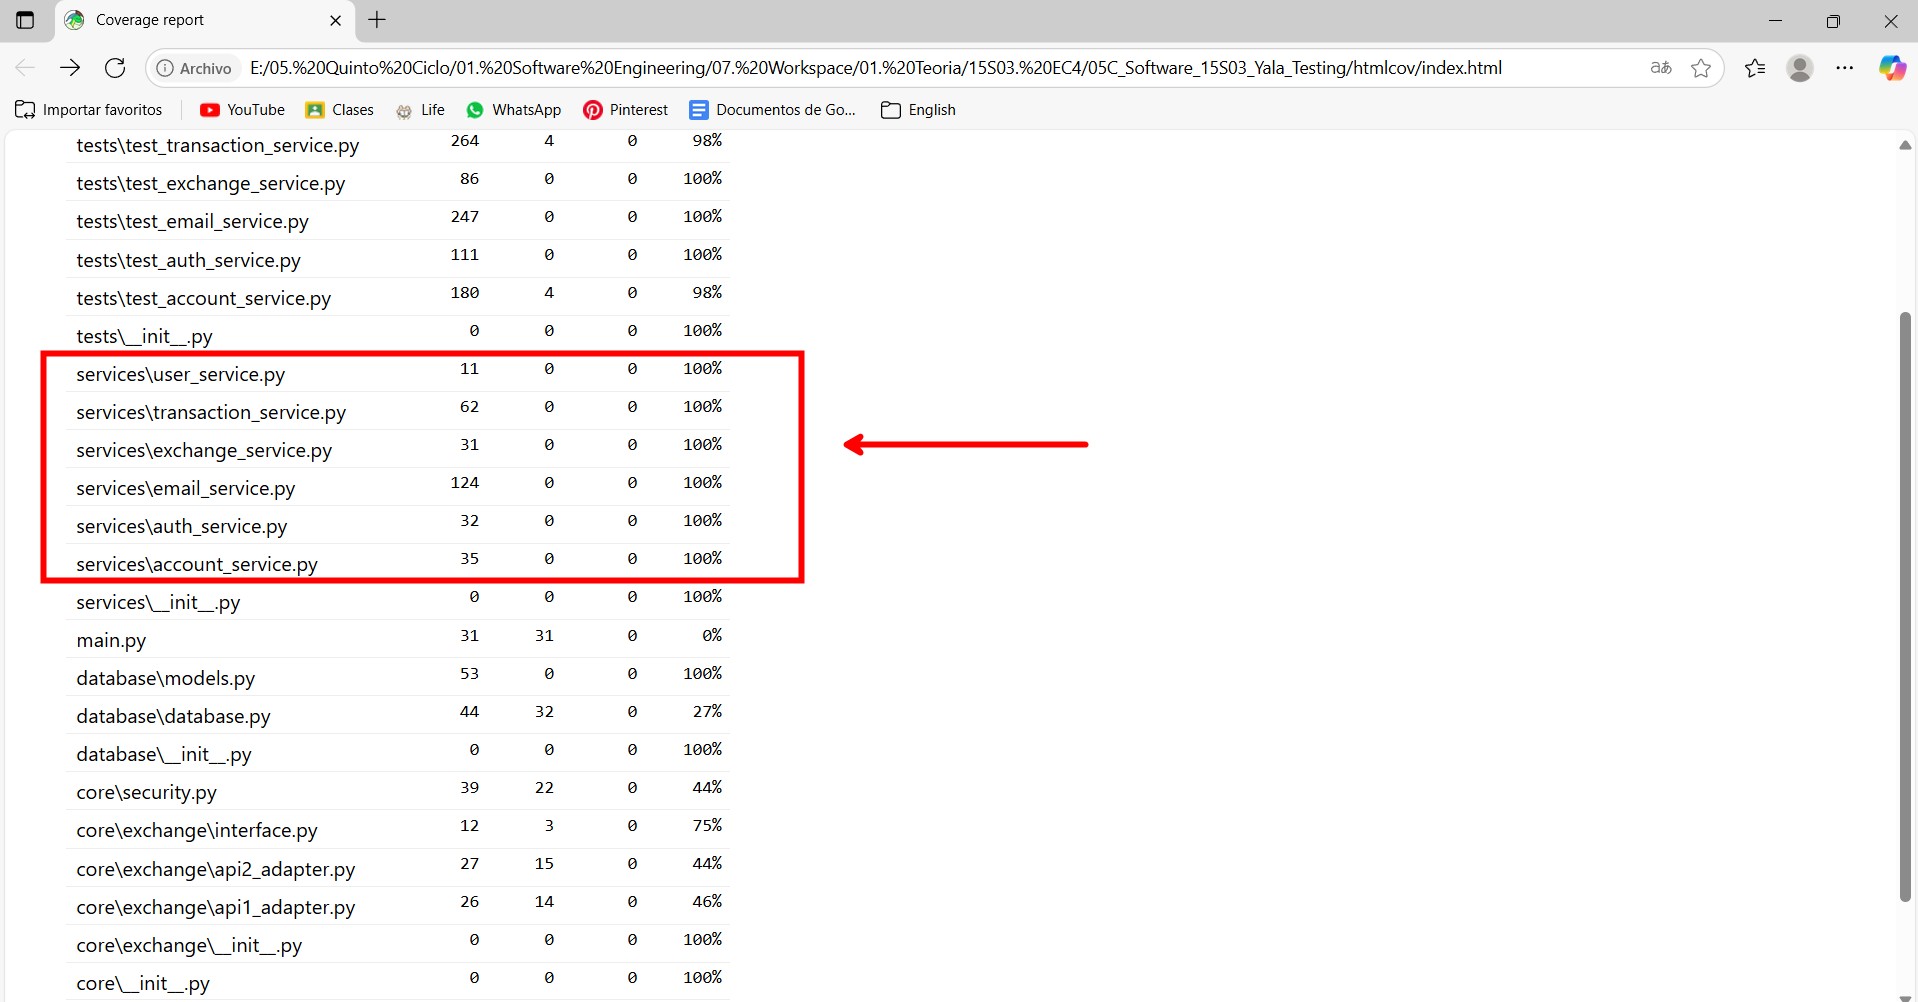 Coverage report
Archivo E:/05.%20Quinto%20Ciclo/01.%20Software%20Engineering/07.%20Workspace/01.%20Teoria/15S03.%20EC4/05C_Software_15S03_Yala_Testing/htmlcov/index.html aあ
Importar favoritos YouTube Clases Life WhatsApp Pinterest Documentos de Go... English
tests\test_transaction_service.py 264 4 0 98%
tests\test_exchange_service.py 86 0 0 100%
tests\test_email_service.py 247 0 0 100%
tests\test_auth_service.py 111 0 0 100%
tests\test_account_service.py 180 4 0 98%
tests\__init__.py 0 0 0 100%
services\user_service.py 11 0 0 100%
services\transaction_service.py 62 0 0 100%
services\exchange_service.py 31 0 0 100%
services\email_service.py 124 0 0 100%
services\auth_service.py 32 0 0 100%
services\account_service.py 35 0 0 100%
services\__init__.py 0 0 0 100%
main.py 31 31 0 0%
database\models.py 53 0 0 100%
database\database.py 44 32 0 27%
database\__init__.py 0 0 0 100%
core\security.py 39 22 0 44%
core\exchange\interface.py 12 3 0 75%
core\exchange\api2_adapter.py 27 15 0 44%
core\exchange\api1_adapter.py 26 14 0 46%
core\exchange\__init__.py 0 0 0 100%
core\__init__.py 0 0 0 100%